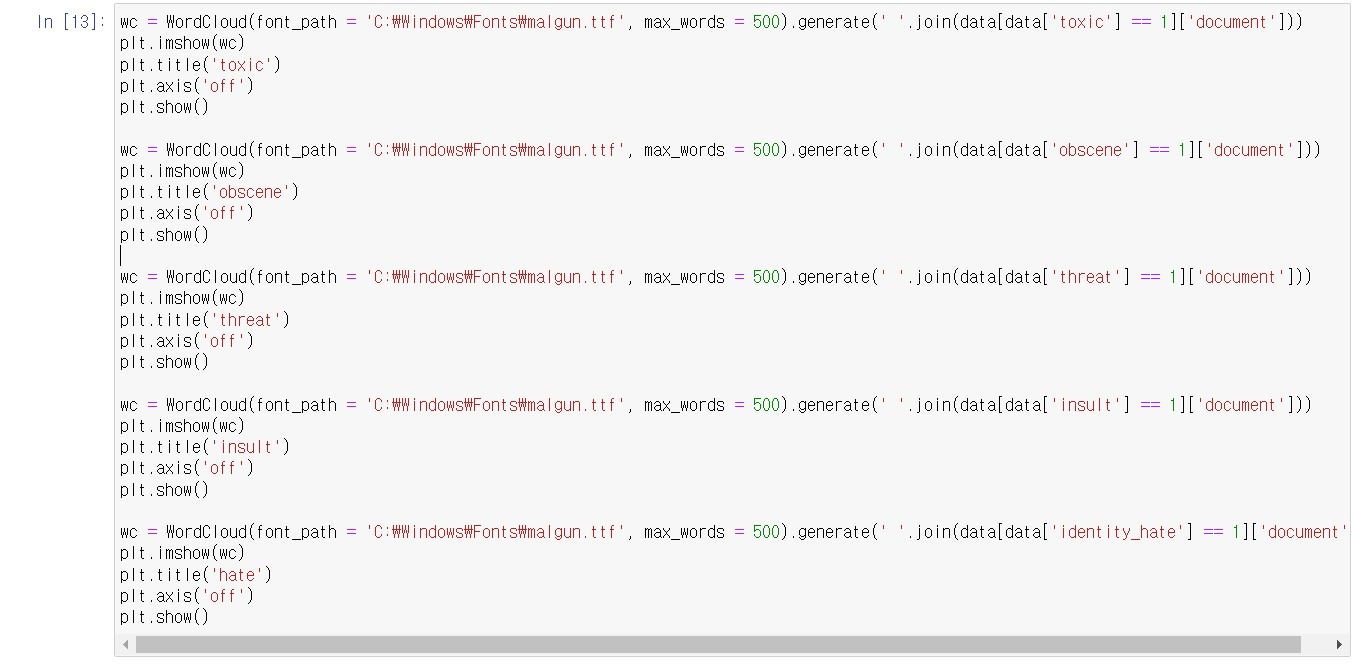 In [13]:
wc = WordCloud(font_path = 'C:₩Windows₩Fonts₩malgun.ttf', max_words = 500).generate(' '.join(data[data['toxic'] == 1]['document']))
plt.imshow(wc)
plt.title('toxic')
plt.axis('off')
plt.show()
wc = WordCloud(font_path = 'C:₩Windows₩Fonts₩malgun.ttf', max_words = 500).generate(' '.join(data[data['obscene'] == 1]['document']))
plt.imshow(wc)
plt.title('obscene')
plt.axis('off')
plt.show()
wc = WordCloud(font_path = 'C:₩Windows₩Fonts₩malgun.ttf', max_words = 500).generate(' '.join(data[data['threat'] == 1]['document']))
plt.imshow(wc)
plt.title('threat')
plt.axis('off')
plt.show()
wc = WordCloud(font_path = 'C:₩Windows₩Fonts₩malgun.ttf', max_words = 500).generate(' '.join(data[data['insult'] == 1]['document']))
plt.imshow(wc)
plt.title('insult')
plt.axis('off')
plt.show()
wc = WordCloud(font_path = 'C:₩Windows₩Fonts₩malgun.ttf', max_words = 500).generate(' '.join(data[data['identity_hate'] == 1]['document'
plt.imshow(wc)
plt.title('hate')
plt.axis('off')
plt.show()